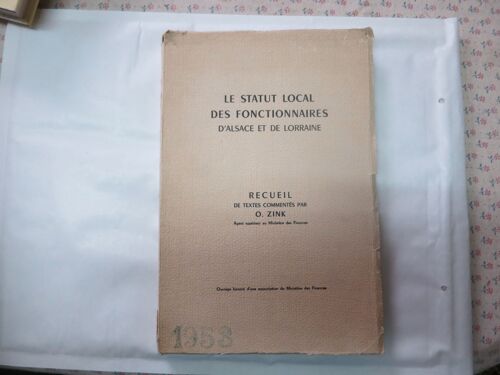 LE STATUT LOCAL
DES FONCTIONNAIRES
D'ALSACE ET DE LORRAINE
RECUEIL
DE TEXTES COMMENTÉS PAR
O. ZINK
Agent supérieur au Ministère des Finances
Ouvrage honoré d'une souscription du Ministère des Finances
1953